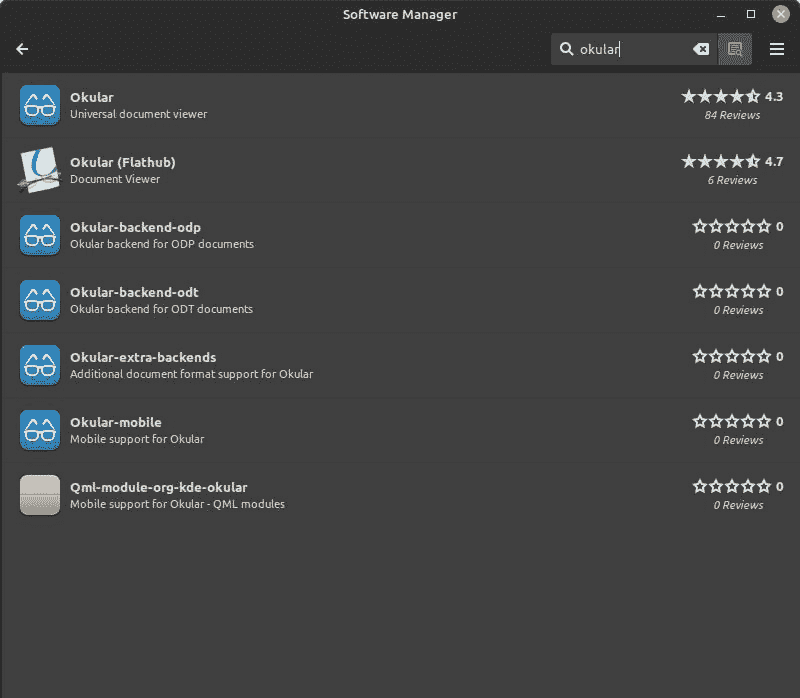 Software Manager
okular
Okular
4.3
Universal document viewer
84 Reviews
Okular (Flathub)
4.7
Document Viewer
6 Reviews
Okular-backend-odp
0
Okular backend for ODP documents
0 Reviews
Okular-backend-odt
0
Okular backend for ODT documents
0 Reviews
Okular-extra-backends
0
Additional document format support for Okular
0 Reviews
Okular-mobile
0
Mobile support for Okular
0 Reviews
Qml-module-org-kde-okular
0
Mobile support for Okular - QML modules
0 Reviews